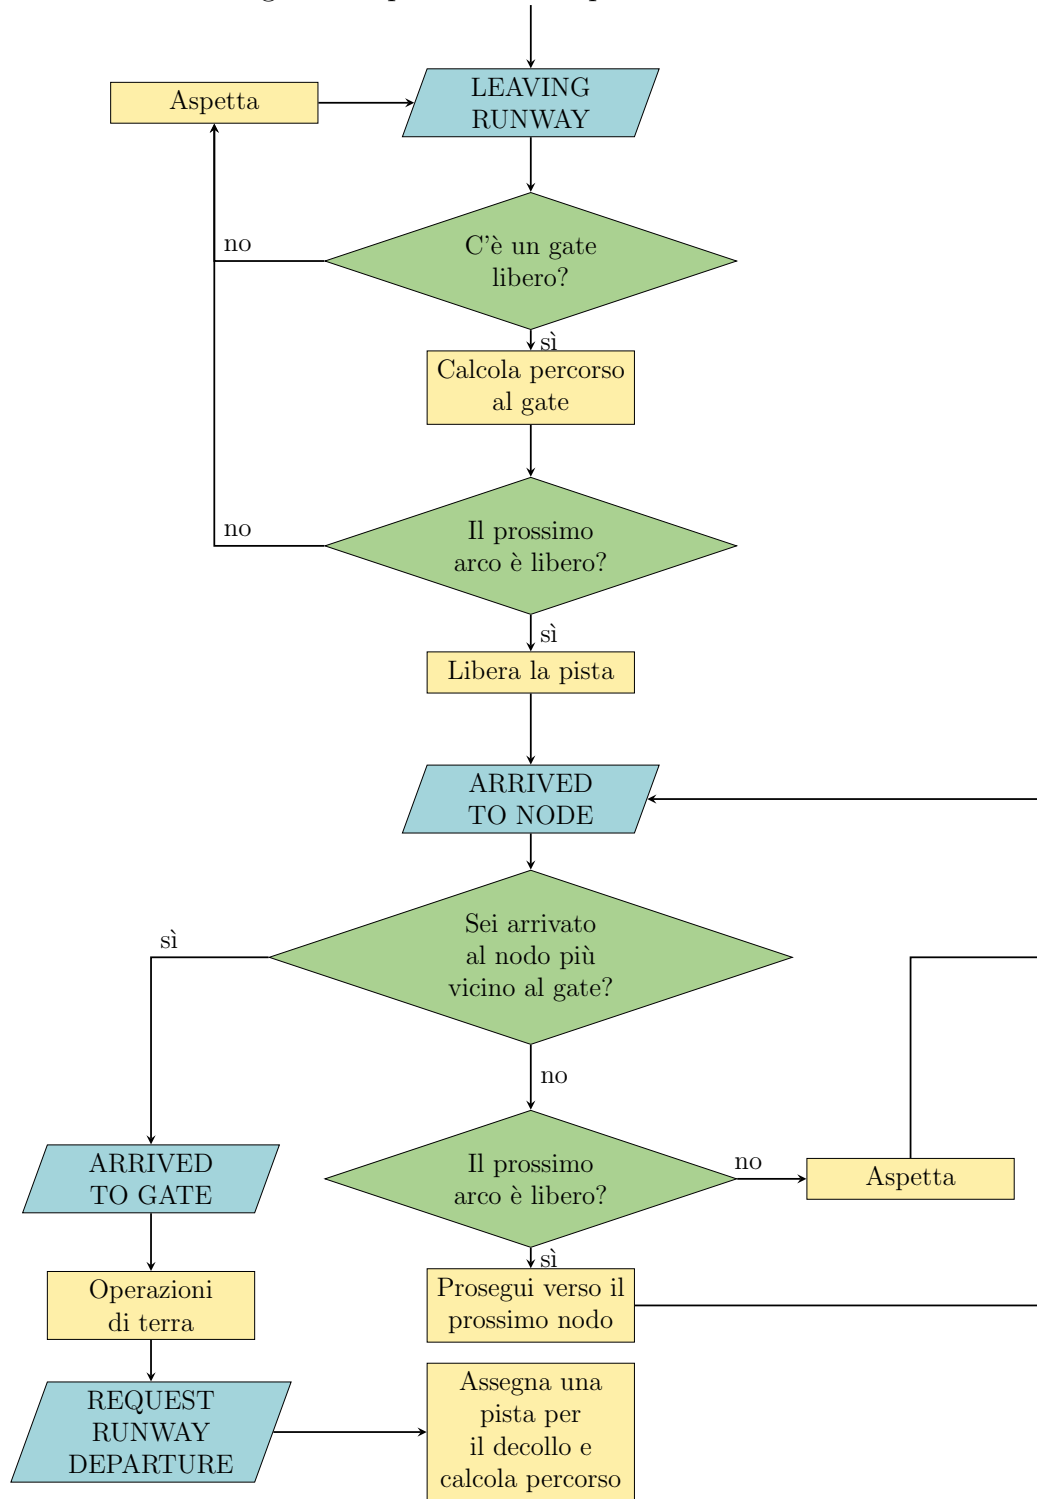 Aspetta
LEAVING
RUNWAY
C'è un gate
libero?
no
sì
Calcola percorso
al gate
Il prossimo
arco è libero?
no
sì
Libera la pista
ARRIVED
TO NODE
Sei arrivato
al nodo più
vicino al gate?
sì
no
ARRIVED
TO GATE
Il prossimo
arco è libero?
no
Aspetta
sì
Operazioni
di terra
Prosegui verso il
prossimo nodo
REQUEST
RUNWAY
DEPARTURE
Assegna una
pista per
il decollo e
calcola percorso